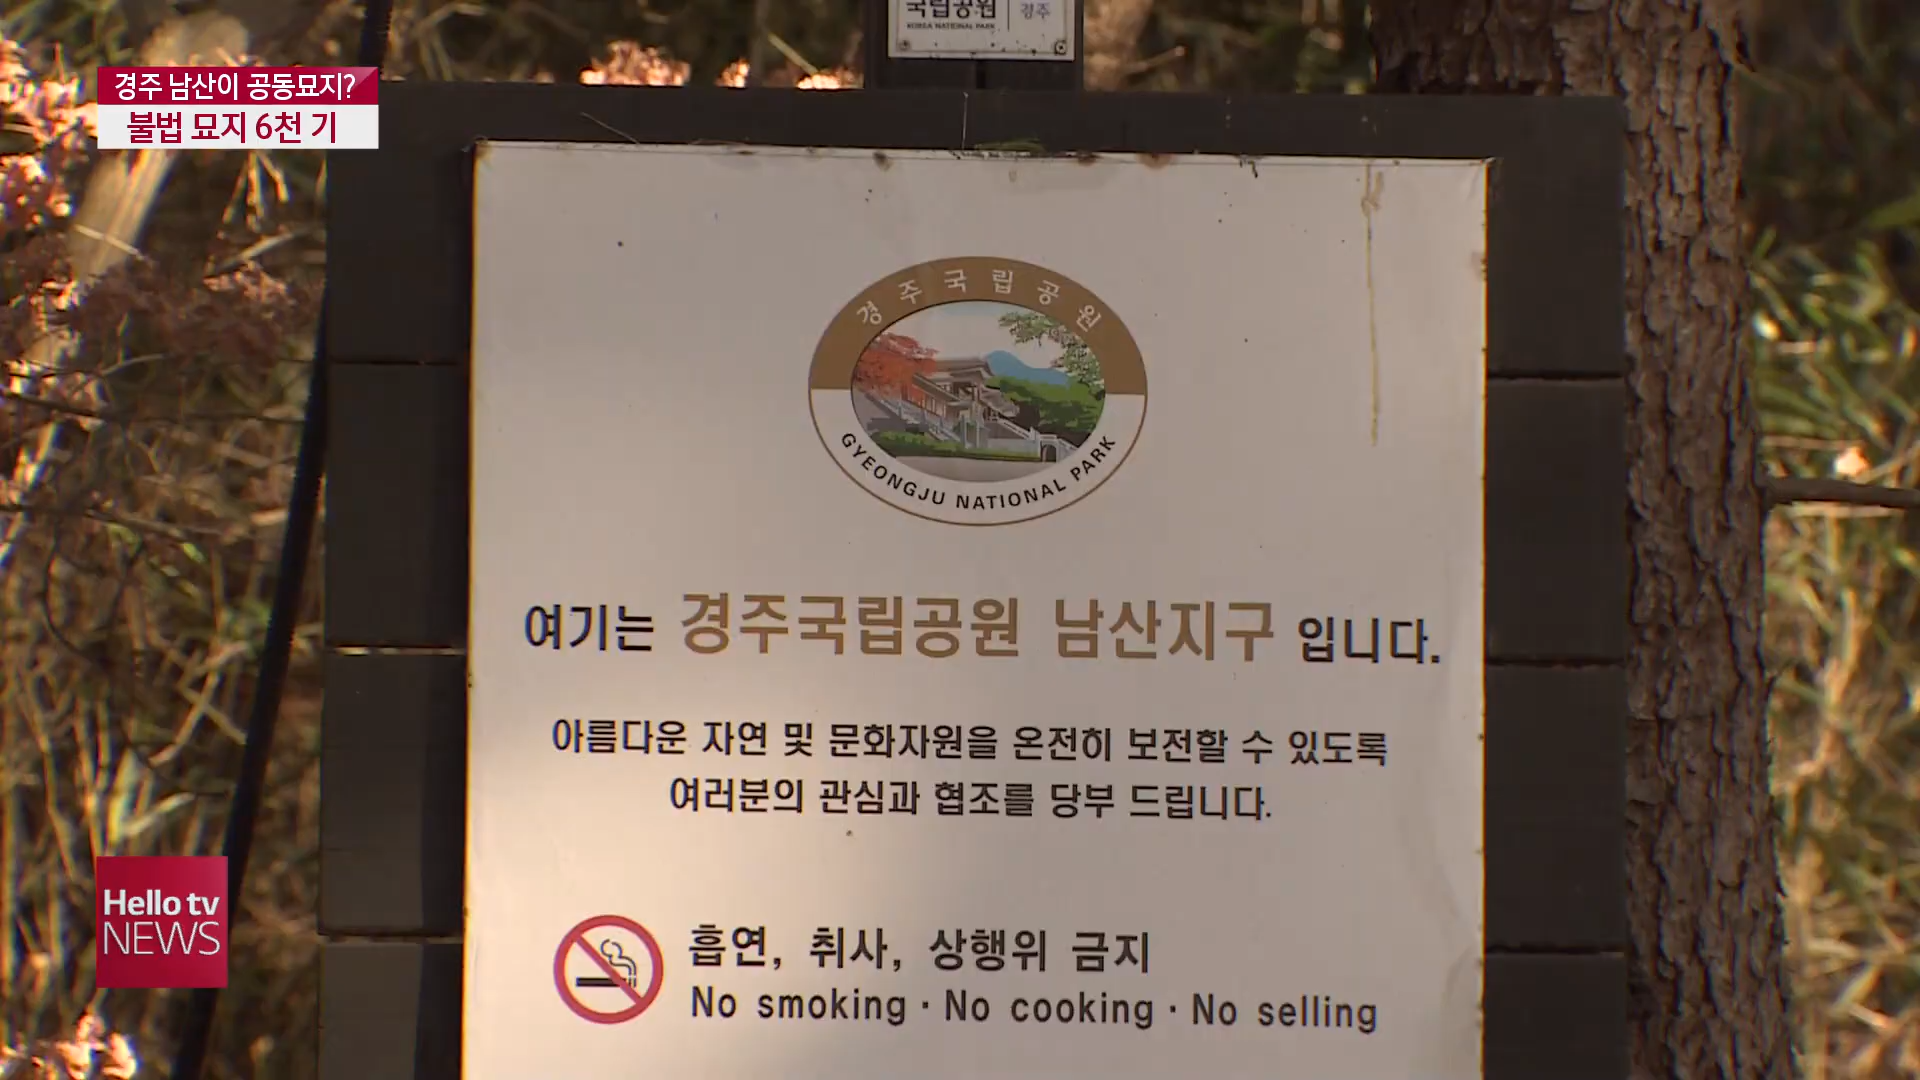 국립공원 경주
KOREA NATIONAL PARK
경주 남산이 공동묘지?
불법 묘지 6천 기
경주국립공원
GYEONGJU NATIONAL PARK
여기는 경주국립공원 남산지구 입니다.
아름다운 자연 및 문화자원을 온전히 보전할 수 있도록
여러분의 관심과 협조를 당부 드립니다.
흡연, 취사, 상행위 금지
No smoking · No cooking · No selling
Hello tv
NEWS